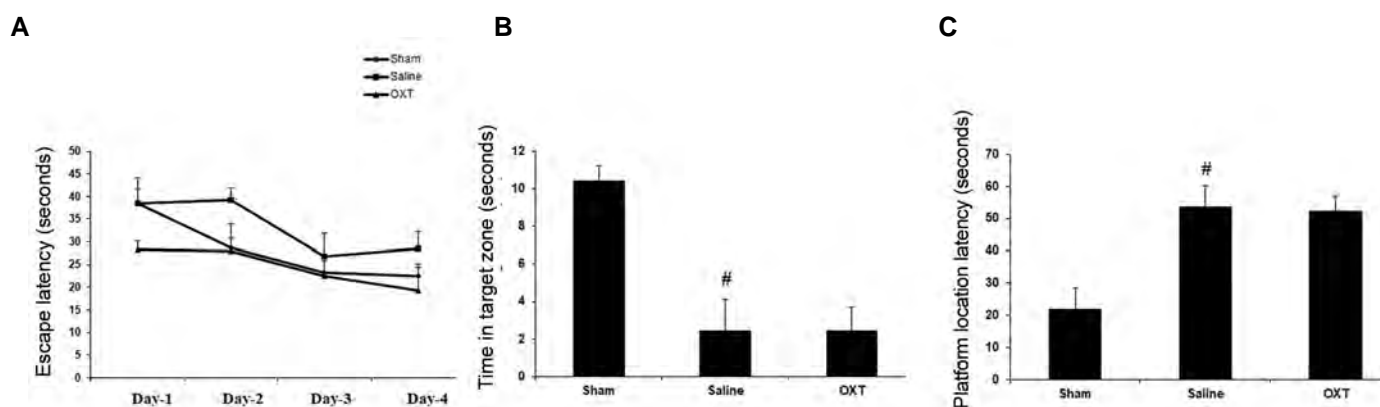 A
B
C
Sham
Saline
OXT
Escape latency (seconds)
50
45
40
35
30
25
20
15
10
5
0
Day-1 Day-2 Day-3 Day-4
Time in target zone (seconds)
12
10
8
6
4
2
0
#
Sham Saline OXT
Platform location latency (seconds)
70
60
50
40
30
20
10
0
#
Sham Saline OXT